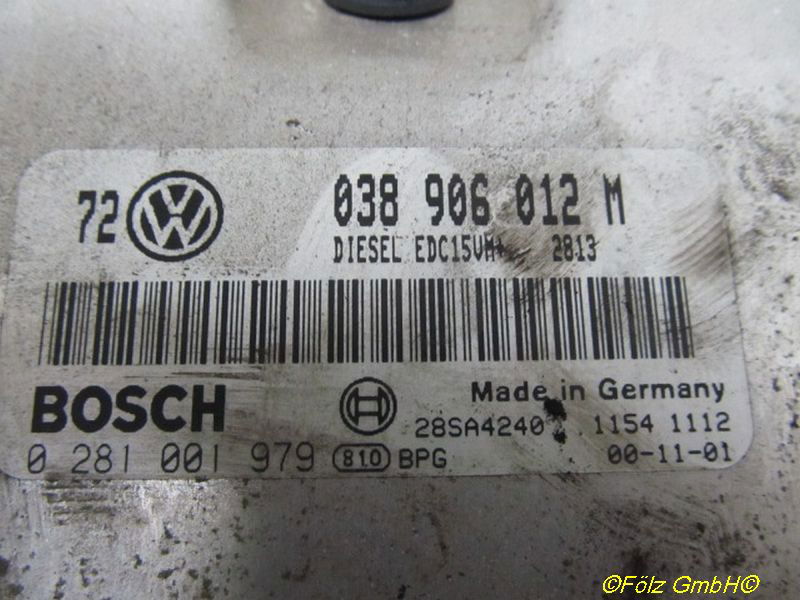 72 VW 038 906 012 M
DIESEL EDC15VM+ 2813
BOSCH
Made in Germany
28SA4240 1154 1112
0 281 001 979 810 BPG 00-11-01
©Fölz GmbH©